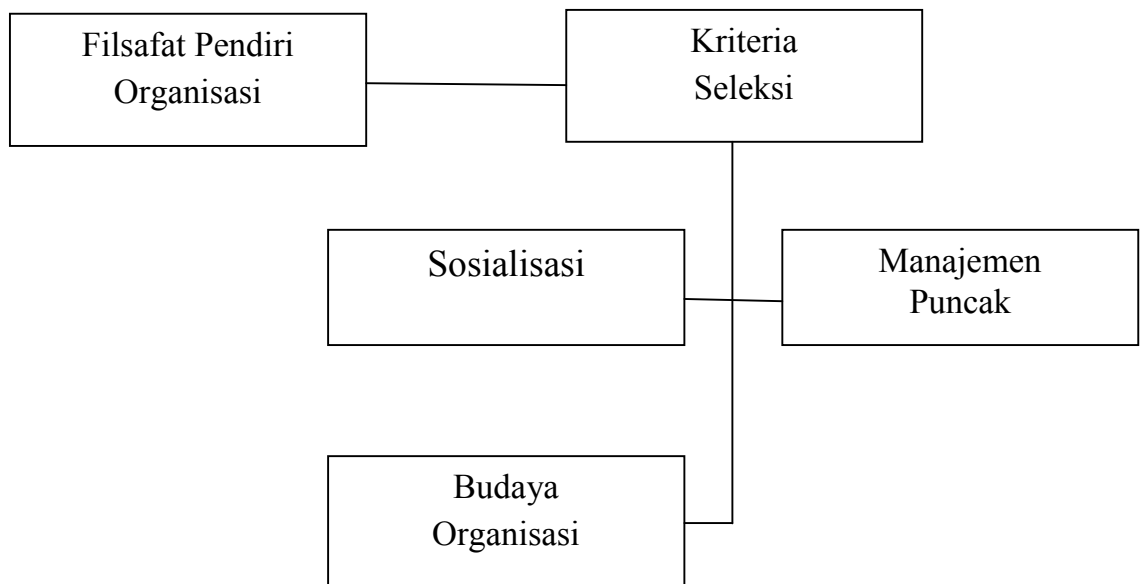 Filsafat Pendiri
Organisasi
Kriteria
Seleksi
Sosialisasi
Manajemen
Puncak
Budaya
Organisasi